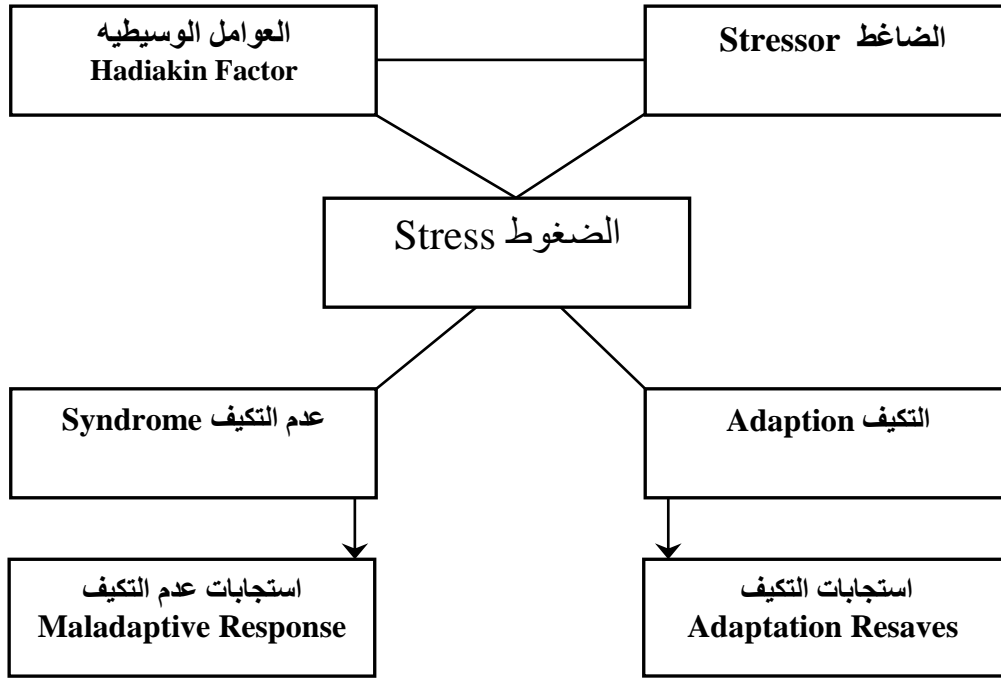 الضاغط Stressor
العوامل الوسيطيه
Hadiakin Factor
الضغوط Stress
التكيف Adaption
عدم التكيف Syndrome
استجابات التكيف
Adaptation Resaves
استجابات عدم التكيف
Maladaptive Response